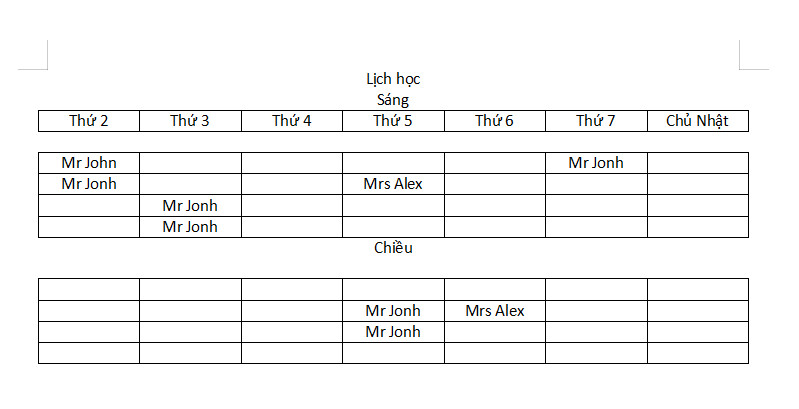 Lịch học
Sáng
Thứ 2 Thứ 3 Thứ 4 Thứ 5 Thứ 6 Thứ 7 Chủ Nhật
Mr John Mr Jonh
Mr Jonh Mrs Alex
Mr Jonh
Mr Jonh
Chiều
Mr Jonh Mrs Alex
Mr Jonh